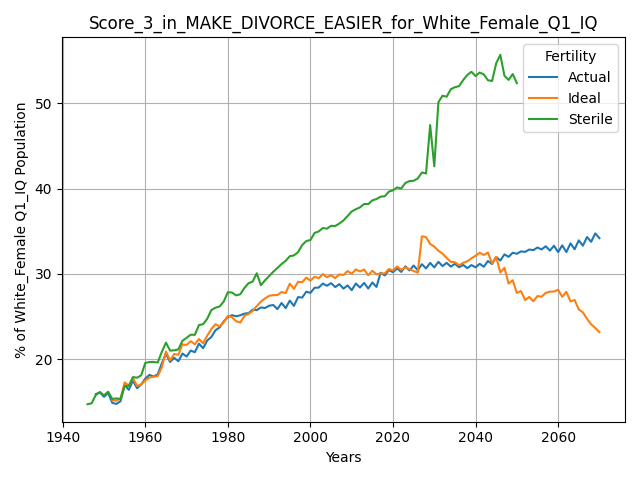 Score_3_in_MAKE_DIVORCE_EASIER_for_White_Female_Q1_IQ
Fertility
Actual
Ideal
Sterile
% of White_Female Q1_IQ Population
50
40
30
20
1940
1960
1980
2000
2020
2040
2060
Years